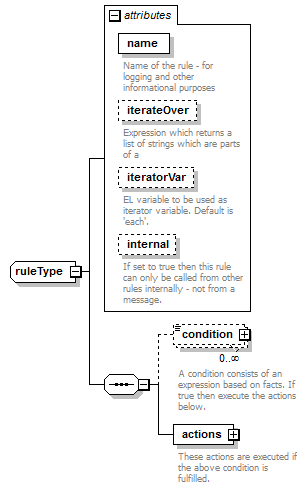 attributes
name
Name of the rule - for
logging and other
informational purposes
iterateOver
Expression which returns a
list of strings which are parts
of a
iteratorVar
EL variable to be used as
iterator variable. Default is
'each'.
internal
If set to true then this rule
can only be called from other
rules internally - not from a
message.
ruleType
condition
0..∞
A condition consists of an
expression based on facts. If
true then execute the actions
below.
actions
These actions are executed if
the above condition is
fulfilled.